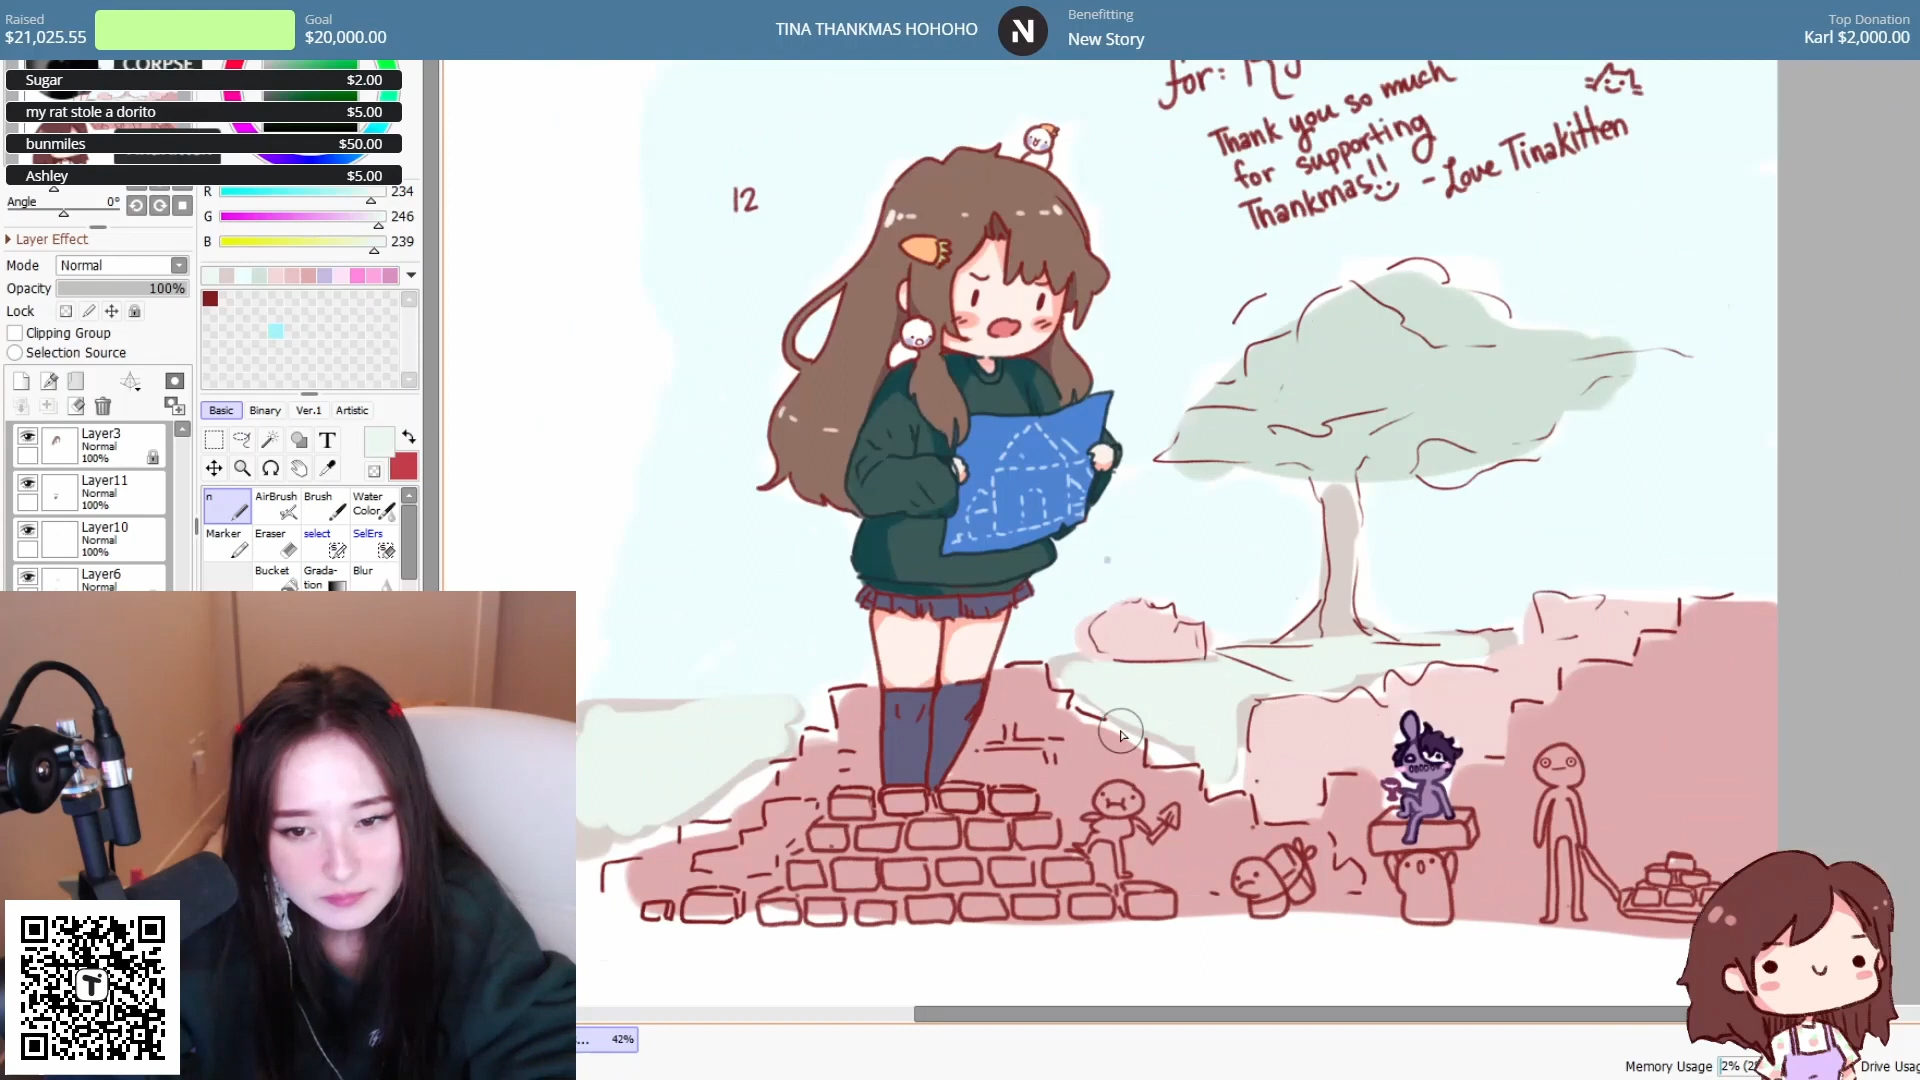 Raised
$21,025.55
Goal
$20,000.00
TINA THANKMAS HOHOHO
N
Benefitting
New Story
Top Donation
Karl $2,000.00
CORPSE
Sugar $2.00
my rat stole a dorito $5.00
bunmiles $50.00
Ashley $5.00
for:
Thank you so much
for supporting
Thankmas!! - Love Tinakitten
12
Angle 0°
Layer Effect
Mode Normal
Opacity 100%
Lock
Clipping Group
Selection Source
R 234
G 246
B 239
Basic Binary Ver.1 Artistic
T
Layer3
Normal
100%
Layer11
Normal
100%
Layer10
Normal
100%
Layer6
Normal
n AirBrush Brush Water
Color
Marker Eraser select SelErs
Bucket Grada-
tion Blur
T
... 42%
Memory Usage 2% (2
Drive Usag